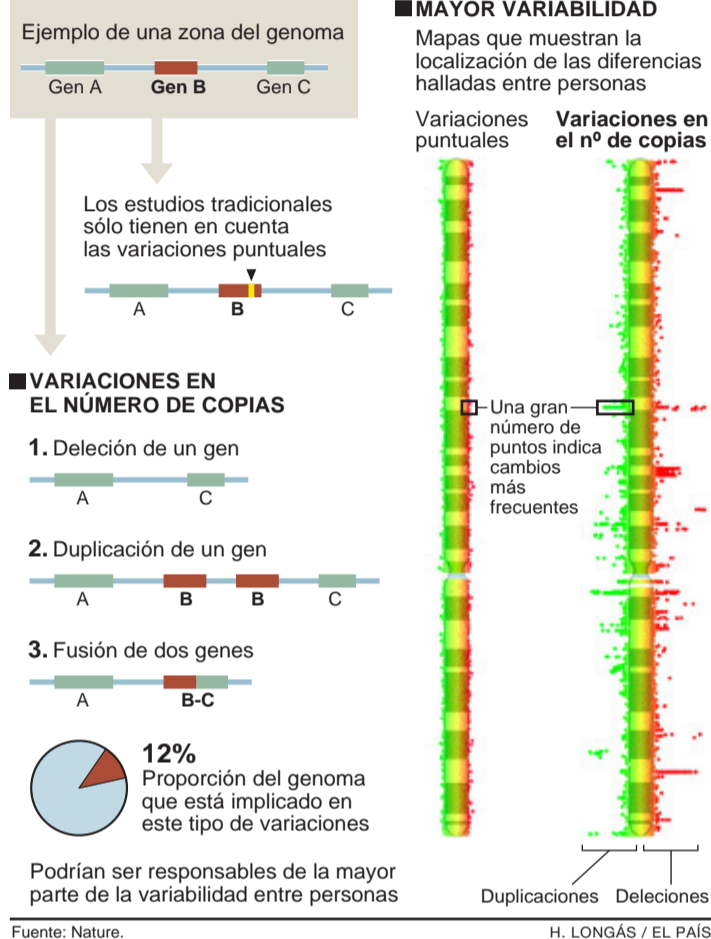 Ejemplo de una zona del genoma
Gen A
Gen B
Gen C
Los estudios tradicionales
sólo tienen en cuenta
las variaciones puntuales
A
B
C
VARIACIONES EN
EL NÚMERO DE COPIAS
1. Deleción de un gen
A
C
2. Duplicación de un gen
A
B
B
C
3. Fusión de dos genes
A
B-C
12%
Proporción del genoma
que está implicado en
este tipo de variaciones
Podrían ser responsables de la mayor
parte de la variabilidad entre personas
MAYOR VARIABILIDAD
Mapas que muestran la
localización de las diferencias
halladas entre personas
Variaciones
puntuales
Variaciones en
el nº de copias
Una gran
número de
puntos indica
cambios
más
frecuentes
Duplicaciones
Deleciones
Fuente: Nature.
H. LONGÁS / EL PAÍS